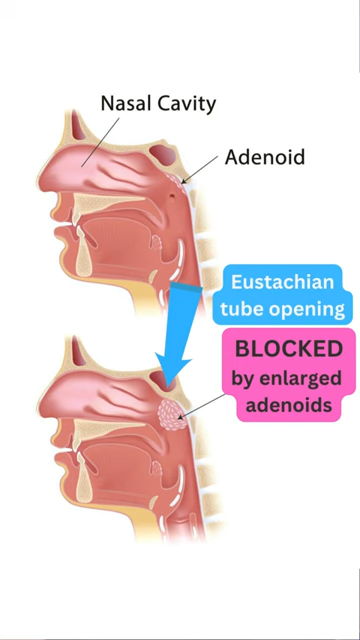 Nasal Cavity
Adenoid
Eustachian
tube opening
BLOCKED
by enlarged
adenoids